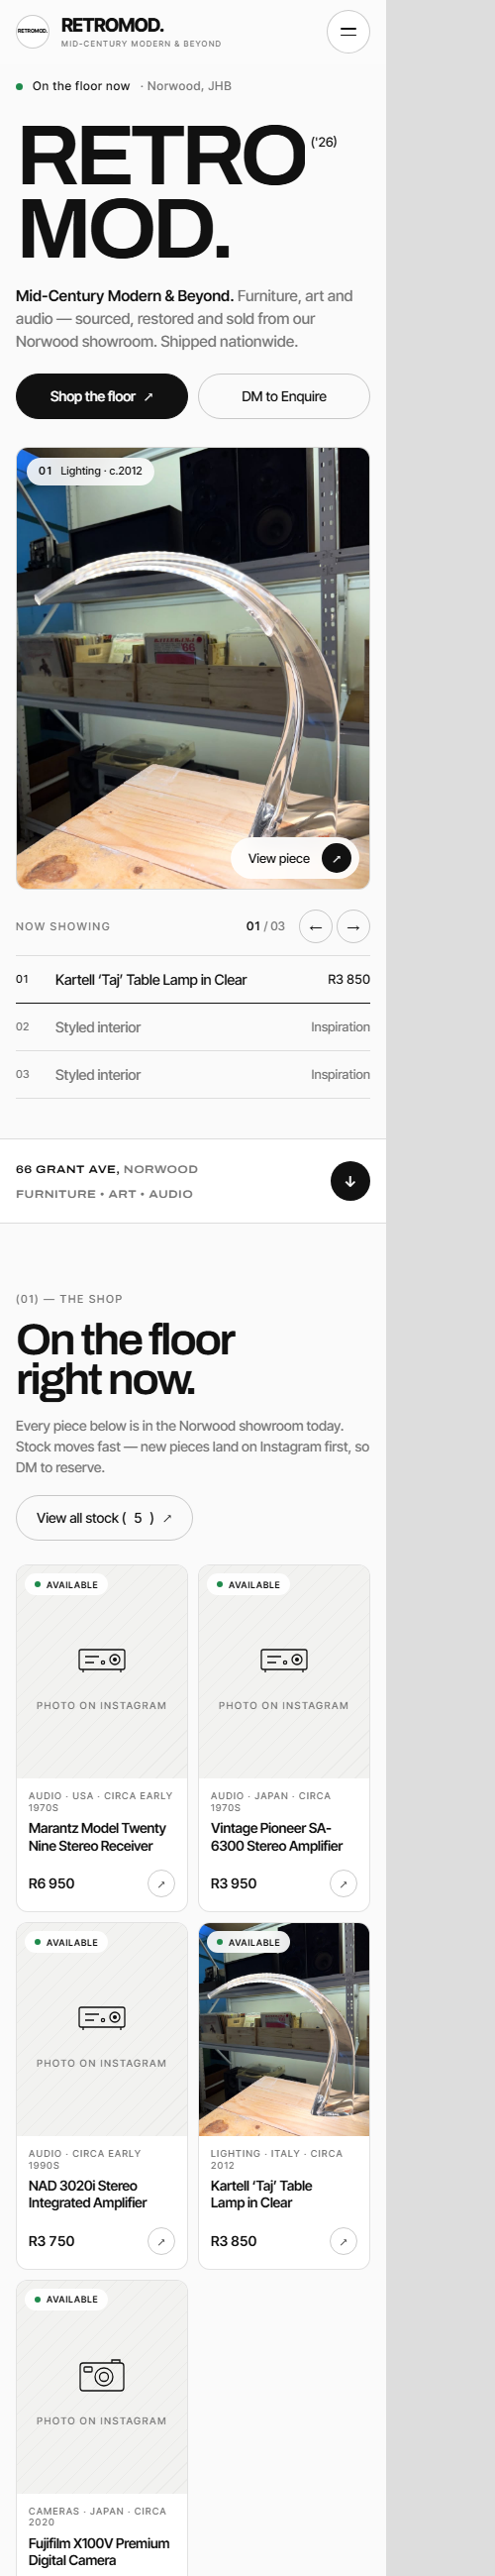 RETROMOD.
RETROMOD.
MID-CENTURY MODERN & BEYOND
On the floor now · Norwood, JHB
RETRO ('26)
MOD.
Mid-Century Modern & Beyond. Furniture, art and
audio — sourced, restored and sold from our
Norwood showroom. Shipped nationwide.
Shop the floor ↗
DM to Enquire
01 Lighting · c.2012
66
View piece ↗
NOW SHOWING
01 / 03 ← →
01 Kartell ‘Taj’ Table Lamp in Clear R3 850
02 Styled interior Inspiration
03 Styled interior Inspiration
66 GRANT AVE, NORWOOD
FURNITURE • ART • AUDIO
(01) — THE SHOP
On the floor
right now.
Every piece below is in the Norwood showroom today.
Stock moves fast — new pieces land on Instagram first, so
DM to reserve.
View all stock ( 5 ) ↗
AVAILABLE
PHOTO ON INSTAGRAM
AUDIO · USA · CIRCA EARLY
1970S
Marantz Model Twenty
Nine Stereo Receiver
R6 950 ↗
AVAILABLE
PHOTO ON INSTAGRAM
AUDIO · JAPAN · CIRCA
1970S
Vintage Pioneer SA-
6300 Stereo Amplifier
R3 950 ↗
AVAILABLE
PHOTO ON INSTAGRAM
AUDIO · CIRCA EARLY
1990S
NAD 3020i Stereo
Integrated Amplifier
R3 750 ↗
AVAILABLE
LIGHTING · ITALY · CIRCA
2012
Kartell ‘Taj’ Table
Lamp in Clear
R3 850 ↗
AVAILABLE
PHOTO ON INSTAGRAM
CAMERAS · JAPAN · CIRCA
2020
Fujifilm X100V Premium
Digital Camera